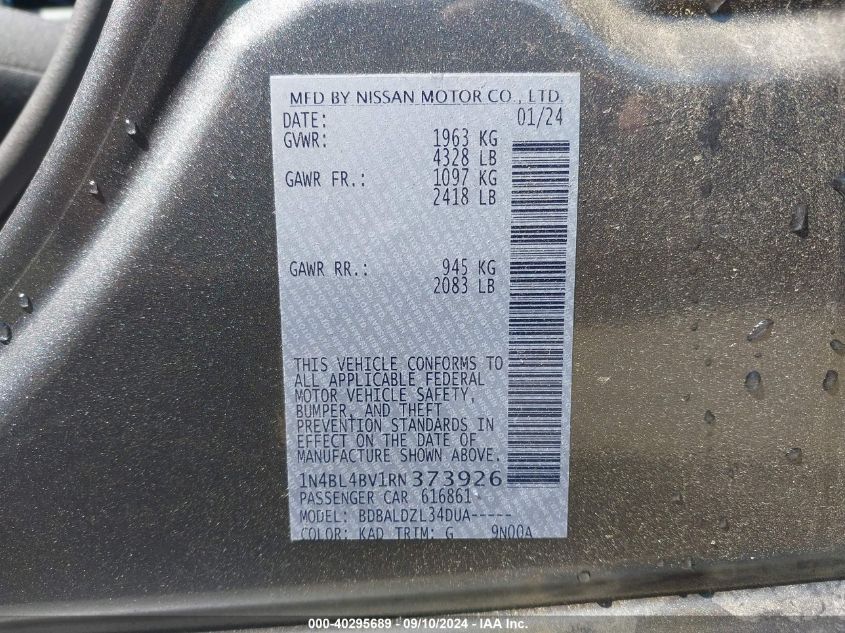 MFD BY NISSAN MOTOR CO., LTD.
DATE: 01/24
GVWR: 1963 KG
4328 LB
GAWR FR.: 1097 KG
2418 LB
GAWR RR.: 945 KG
2083 LB
THIS VEHICLE CONFORMS TO
ALL APPLICABLE FEDERAL
MOTOR VEHICLE SAFETY,
BUMPER, AND THEFT
PREVENTION STANDARDS IN
EFFECT ON THE DATE OF
MANUFACTURE SHOWN ABOVE.
1N4BL4BV1RN373926
PASSENGER CAR 616861
MODEL: BDBALDZL34DUA-----
COLOR: KAD TRIM: G 9N00A
000-40295689 - 09/10/2024 - IAA Inc.